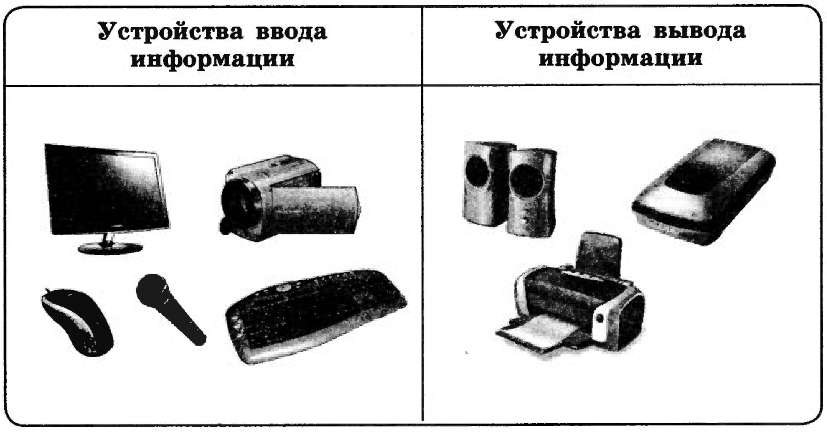 Устройства ввода
информации
Устройства вывода
информации